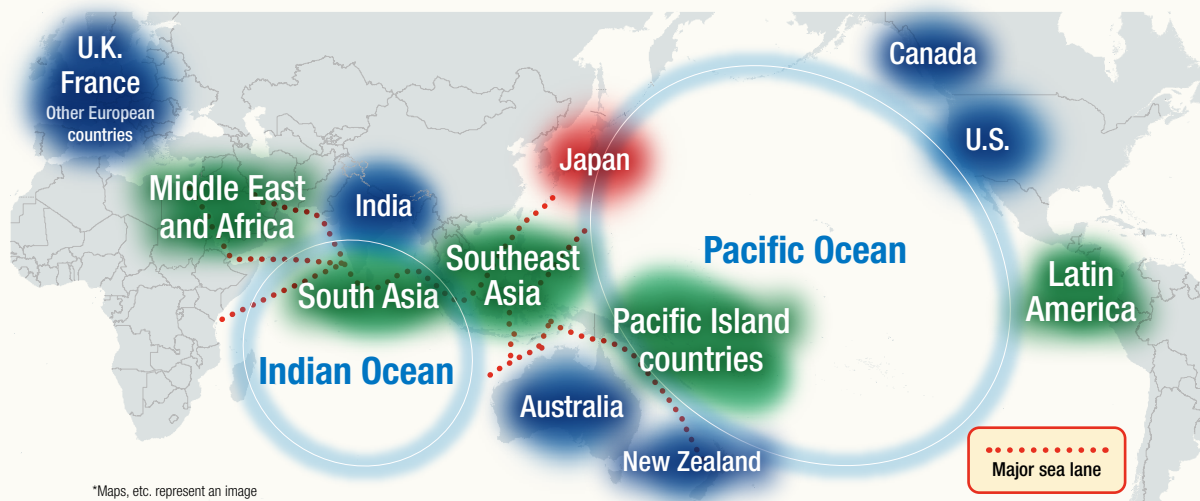 U.K.
France
Other European
countries
Canada
U.S.
Japan
Middle East
and Africa
India
Southeast
Asia
South Asia
Pacific Ocean
Latin
America
Pacific Island
countries
Indian Ocean
Australia
New Zealand
Major sea lane
*Maps, etc. represent an image